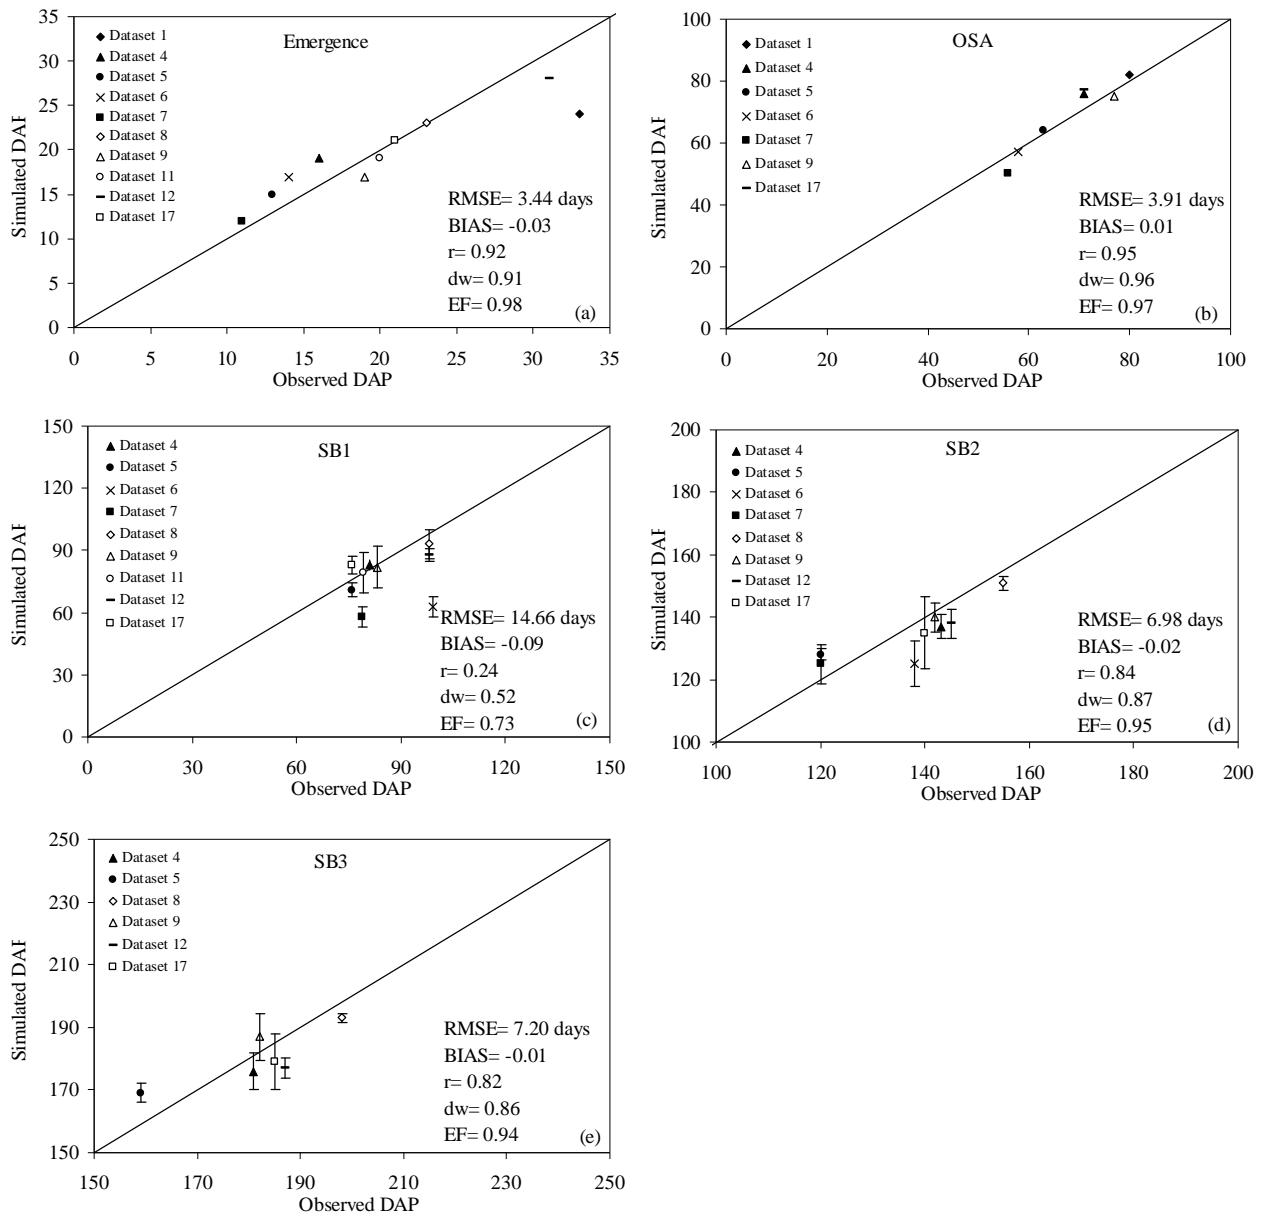 Emergence
Dataset 1
Dataset 4
Dataset 5
Dataset 6
Dataset 7
Dataset 8
Dataset 9
Dataset 11
Dataset 12
Dataset 17
35
30
25
20
15
10
5
0
Simulated DAP
RMSE= 3.44 days
BIAS= -0.03
r= 0.92
dw= 0.91
EF= 0.98
(a)
0 5 10 15 20 25 30 35
Observed DAP
OSA
Dataset 1
Dataset 4
Dataset 5
Dataset 6
Dataset 7
Dataset 9
Dataset 17
100
80
60
40
20
0
Simulated DAP
RMSE= 3.91 days
BIAS= 0.01
r= 0.95
dw= 0.96
EF= 0.97
(b)
0 20 40 60 80 100
Observed DAP
SB1
Dataset 4
Dataset 5
Dataset 6
Dataset 7
Dataset 8
Dataset 9
Dataset 11
Dataset 12
Dataset 17
150
120
90
60
30
0
Simulated DAP
RMSE= 14.66 days
BIAS= -0.09
r= 0.24
dw= 0.52
EF= 0.73
(c)
0 30 60 90 120 150
Observed DAP
SB2
Dataset 4
Dataset 5
Dataset 6
Dataset 7
Dataset 8
Dataset 9
Dataset 12
Dataset 17
200
180
160
140
120
100
Simulated DAP
RMSE= 6.98 days
BIAS= -0.02
r= 0.84
dw= 0.87
EF= 0.95
(d)
100 120 140 160 180 200
Observed DAP
SB3
Dataset 4
Dataset 5
Dataset 8
Dataset 9
Dataset 12
Dataset 17
250
230
210
190
170
150
Simulated DAP
RMSE= 7.20 days
BIAS= -0.01
r= 0.82
dw= 0.86
EF= 0.94
(e)
150 170 190 210 230 250
Observed DAP